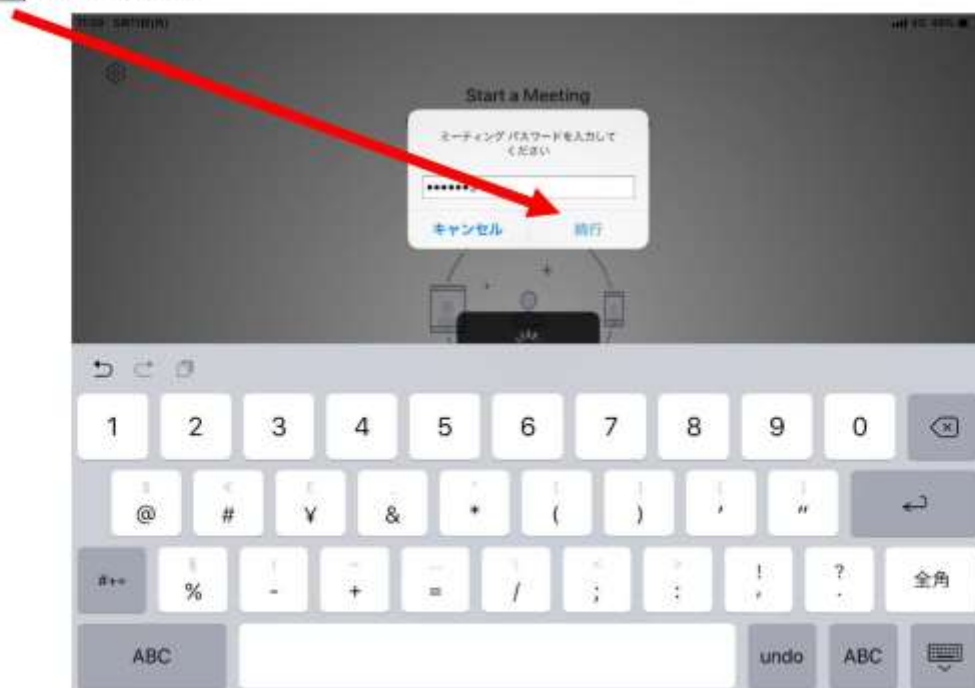 Start a Meeting
ミーティング パスワードを入力して
ください
••••••
キャンセル 続行
1 2 3 4 5 6 7 8 9 0
@ # ¥ & * ( ) ' "
#+= % - + = / ; : ! , ? . 全角
ABC undo ABC